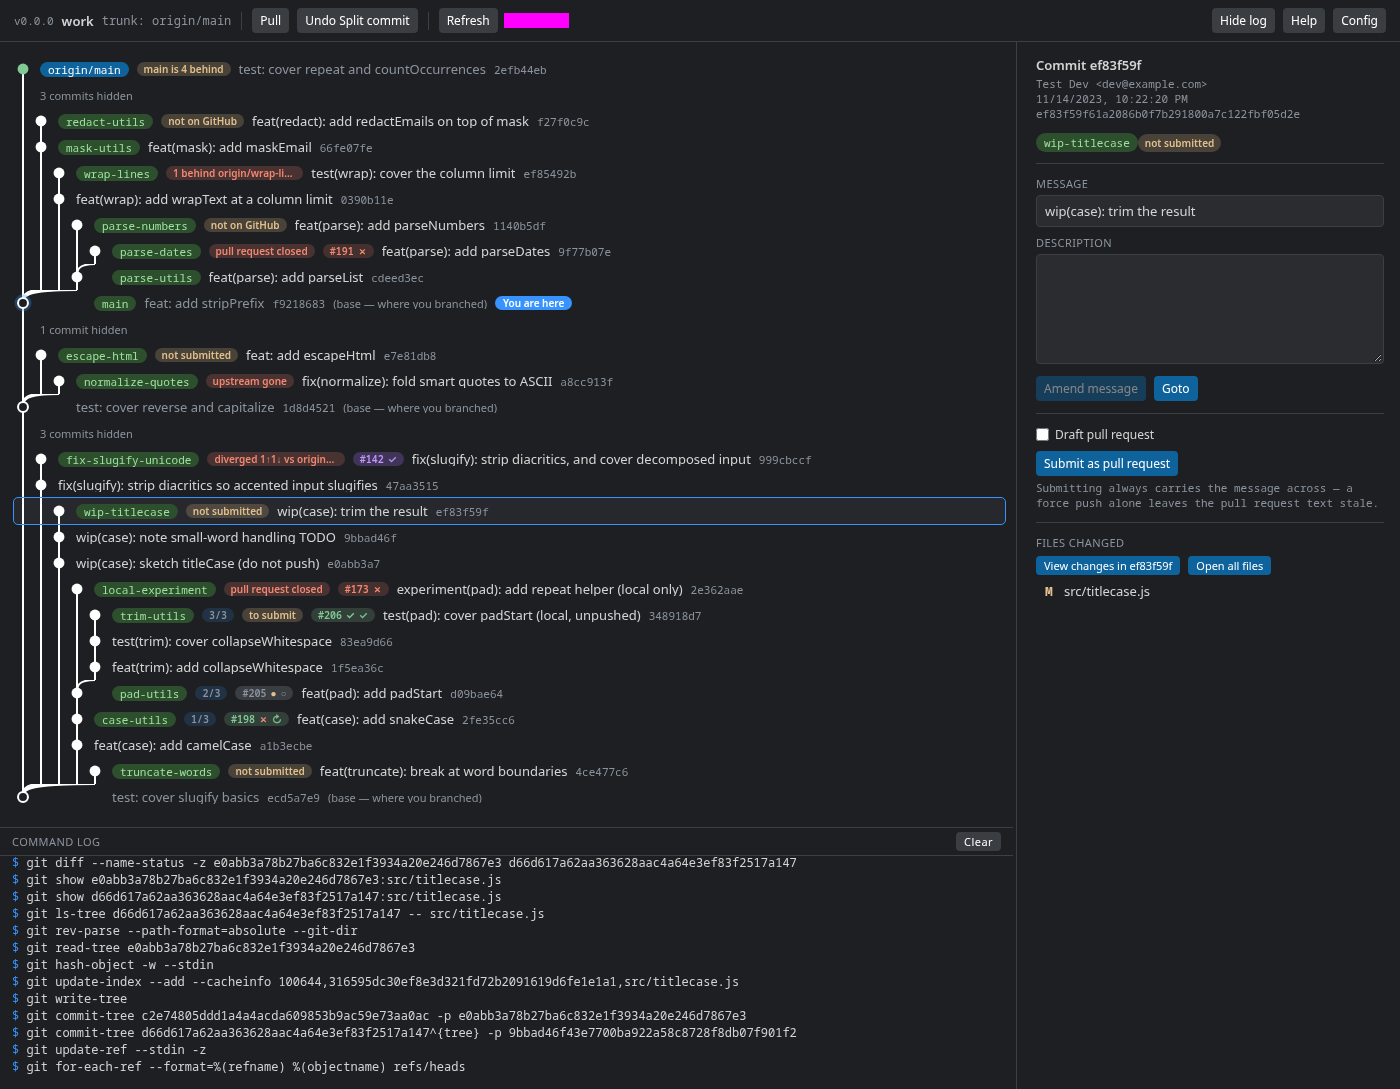 v0.0.0 work trunk: origin/main Pull Undo Split commit Refresh Hide log Help Config
origin/main main is 4 behind test: cover repeat and countOccurrences 2efb44eb
3 commits hidden
redact-utils not on GitHub feat(redact): add redactEmails on top of mask f27f0c9c
mask-utils feat(mask): add maskEmail 66fe07fe
wrap-lines 1 behind origin/wrap-li... test(wrap): cover the column limit ef85492b
feat(wrap): add wrapText at a column limit 0390b11e
parse-numbers not on GitHub feat(parse): add parseNumbers 1140b5df
parse-dates pull request closed #191 × feat(parse): add parseDates 9f77b07e
parse-utils feat(parse): add parseList cdeed3ec
main feat: add stripPrefix f9218683 (base — where you branched) You are here
1 commit hidden
escape-html not submitted feat: add escapeHtml e7e81db8
normalize-quotes upstream gone fix(normalize): fold smart quotes to ASCII a8cc913f
test: cover reverse and capitalize 1d8d4521 (base — where you branched)
3 commits hidden
fix-slugify-unicode diverged 1↑1↓ vs origin... #142 ✓ fix(slugify): strip diacritics, and cover decomposed input 999cbccf
fix(slugify): strip diacritics so accented input slugifies 47aa3515
wip-titlecase not submitted wip(case): trim the result ef83f59f
wip(case): note small-word handling TODO 9bbad46f
wip(case): sketch titleCase (do not push) e0abb3a7
local-experiment pull request closed #173 × experiment(pad): add repeat helper (local only) 2e362aae
trim-utils 3/3 to submit #206 ✓ ✓ test(pad): cover padStart (local, unpushed) 348918d7
test(trim): cover collapseWhitespace 83ea9d66
feat(trim): add collapseWhitespace 1f5ea36c
pad-utils 2/3 #205 ● ○ feat(pad): add padStart d09bae64
case-utils 1/3 #198 × ↻ feat(case): add snakeCase 2fe35cc6
feat(case): add camelCase a1b3ecbe
truncate-words not submitted feat(truncate): break at word boundaries 4ce477c6
test: cover slugify basics ecd5a7e9 (base — where you branched)
COMMAND LOG Clear
$ git diff --name-status -z e0abb3a78b27ba6c832e1f3934a20e246d7867e3 d66d617a62aa363628aac4a64e3ef83f2517a147
$ git show e0abb3a78b27ba6c832e1f3934a20e246d7867e3:src/titlecase.js
$ git show d66d617a62aa363628aac4a64e3ef83f2517a147:src/titlecase.js
$ git ls-tree d66d617a62aa363628aac4a64e3ef83f2517a147 -- src/titlecase.js
$ git rev-parse --path-format=absolute --git-dir
$ git read-tree e0abb3a78b27ba6c832e1f3934a20e246d7867e3
$ git hash-object -w --stdin
$ git update-index --add --cacheinfo 100644,316595dc30ef8e3d321fd72b2091619d6fe1e1a1,src/titlecase.js
$ git write-tree
$ git commit-tree c2e74805ddd1a4a4acda609853b9ac59e73aa0ac -p e0abb3a78b27ba6c832e1f3934a20e246d7867e3
$ git commit-tree d66d617a62aa363628aac4a64e3ef83f2517a147^{tree} -p 9bbad46f43e7700ba922a58c8728f8db07f901f2
$ git update-ref --stdin -z
$ git for-each-ref --format=%(refname) %(objectname) refs/heads
Commit ef83f59f
Test Dev <dev@example.com>
11/14/2023, 10:22:20 PM
ef83f59f61a2086b0f7b291800a7c122fbf05d2e
wip-titlecase not submitted
MESSAGE
wip(case): trim the result
DESCRIPTION
Amend message Goto
Draft pull request
Submit as pull request
Submitting always carries the message across — a
force push alone leaves the pull request text stale.
FILES CHANGED
View changes in ef83f59f Open all files
M src/titlecase.js